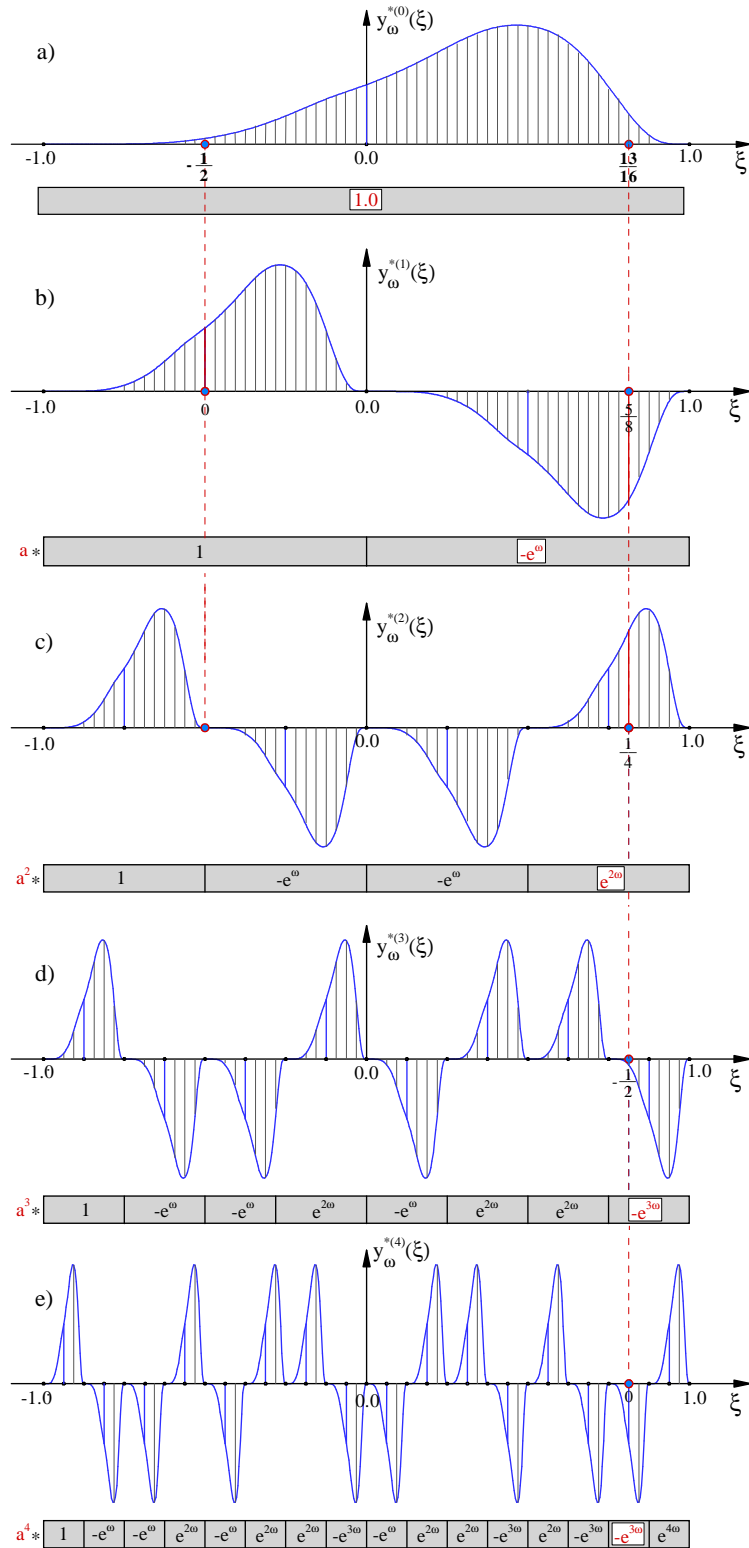 y_ω^*(0)(ξ)
a)
-1.0 -1/2 0.0 13/16 1.0 ξ
1.0
y_ω^*(1)(ξ)
b)
-1.0 0 0.0 5/8 1.0 ξ
a* 1 -e^ω
y_ω^*(2)(ξ)
c)
-1.0 0.0 1/4 1.0 ξ
a^2* 1 -e^ω -e^ω e^2ω
y_ω^*(3)(ξ)
d)
-1.0 0.0 -1/2 1.0 ξ
a^3* 1 -e^ω -e^ω e^2ω -e^ω e^2ω e^2ω -e^3ω
y_ω^*(4)(ξ)
e)
-1.0 0.0 0 1.0 ξ
a^4* 1 -e^ω -e^ω e^2ω -e^ω e^2ω e^2ω -e^3ω -e^ω e^2ω e^2ω -e^3ω e^2ω -e^3ω -e^3ω e^4ω